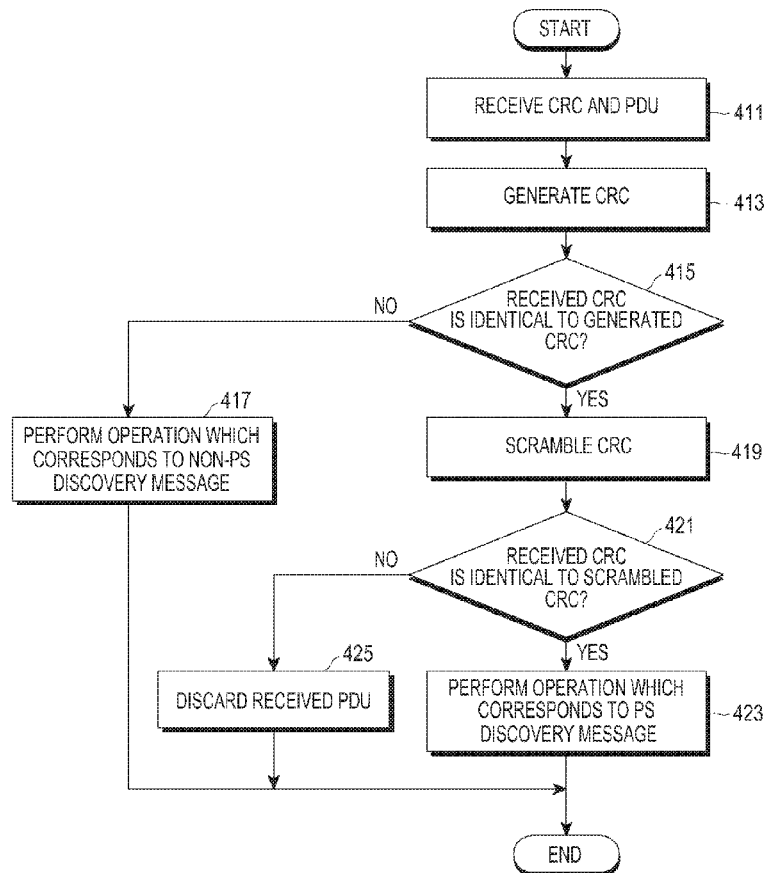 START
RECEIVE CRC AND PDU
411
GENERATE CRC
413
415
RECEIVED CRC
IS IDENTICAL TO GENERATED
CRC?
NO
YES
417
PERFORM OPERATION WHICH
CORRESPONDS TO NON-PS
DISCOVERY MESSAGE
SCRAMBLE CRC
419
421
RECEIVED CRC
IS IDENTICAL TO SCRAMBLED
CRC?
NO
YES
425
DISCARD RECEIVED PDU
PERFORM OPERATION WHICH
CORRESPONDS TO PS
DISCOVERY MESSAGE
423
END